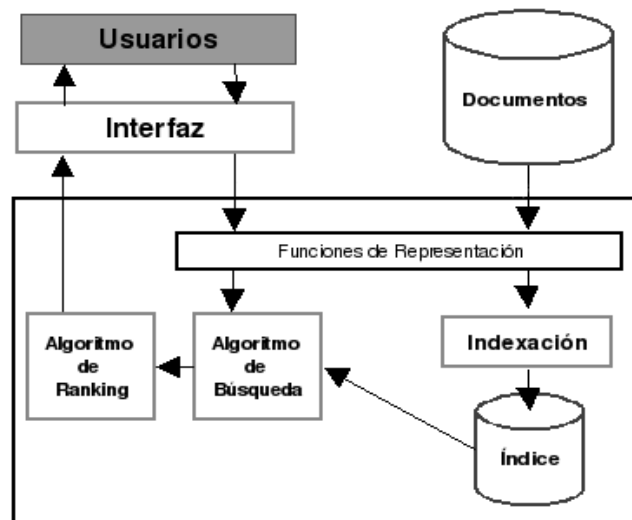 Usuarios
Interfaz
Documentos
Funciones de Representación
Algoritmo
de
Ranking
Algoritmo
de
Búsqueda
Indexación
Índice